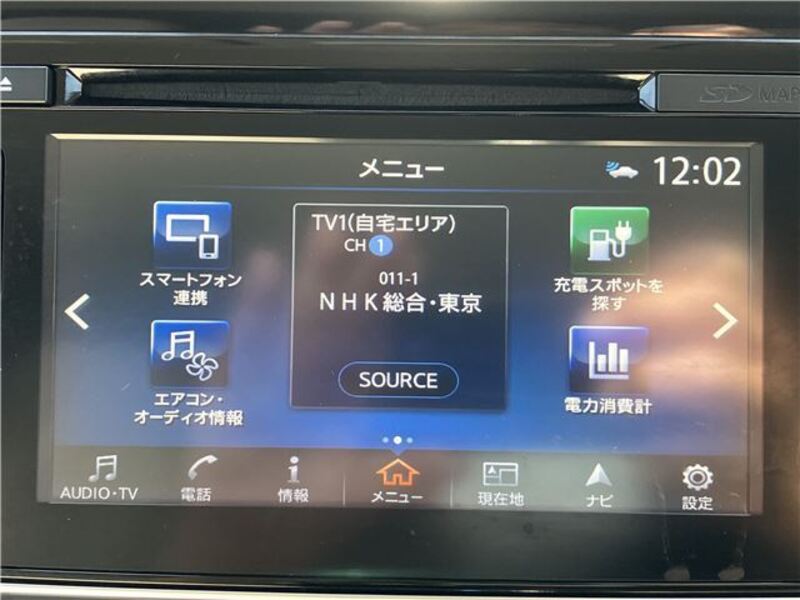 SD MAP
メニュー
12:02
スマートフォン
連携
TV1(自宅エリア)
CH 1
011-1
NHK総合・東京
SOURCE
充電スポットを
探す
エアコン・
オーディオ情報
電力消費計
AUDIO・TV
電話
情報
メニュー
現在地
ナビ
設定